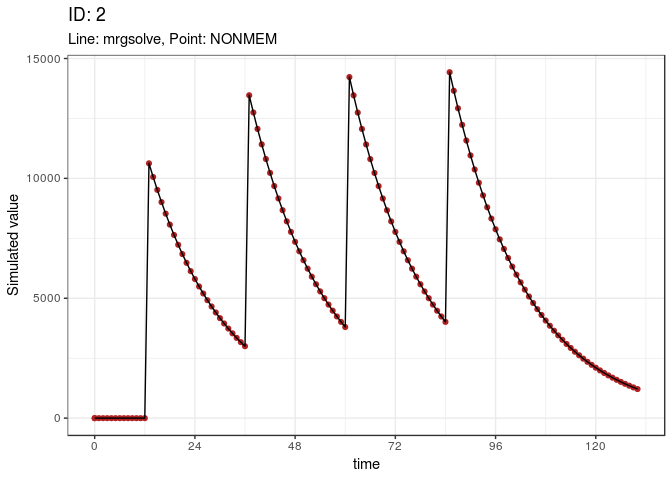 ID: 2
Line: mrgsolve, Point: NONMEM
15000
10000
5000
0
Simulated value
0 24 48 72 96 120
time